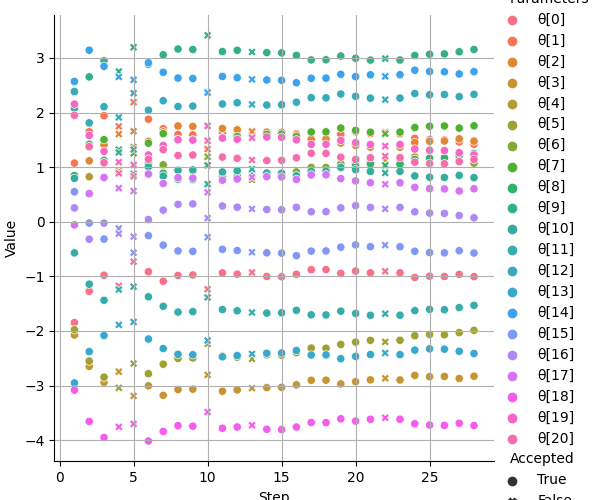 Parameters
θ[0]
θ[1]
θ[2]
θ[3]
θ[4]
θ[5]
θ[6]
θ[7]
θ[8]
θ[9]
θ[10]
θ[11]
θ[12]
θ[13]
θ[14]
θ[15]
θ[16]
θ[17]
θ[18]
θ[19]
θ[20]
Accepted
True
False
3
2
1
0
−1
−2
−3
−4
Value
0
5
10
15
20
25
Step